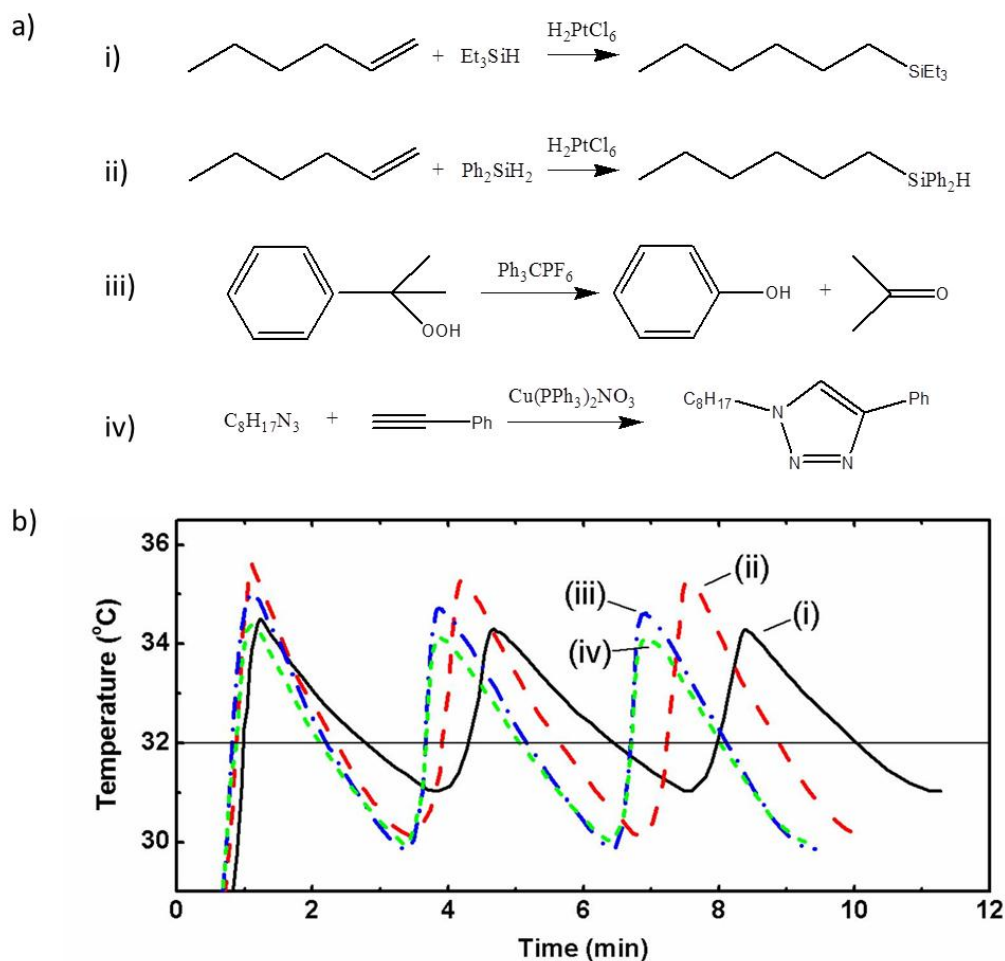 a)
i) + Et3SiH H2PtCl6 SiEt3
ii) + Ph2SiH2 H2PtCl6 SiPh2H
iii) OOH Ph3CPF6 OH + O
iv) C8H17N3 + Ph Cu(PPh3)2NO3 C8H17 N N N Ph
b)
36
34
32
30
Temperature (°C)
(iii)
(iv)
(ii)
(i)
0 2 4 6 8 10 12
Time (min)